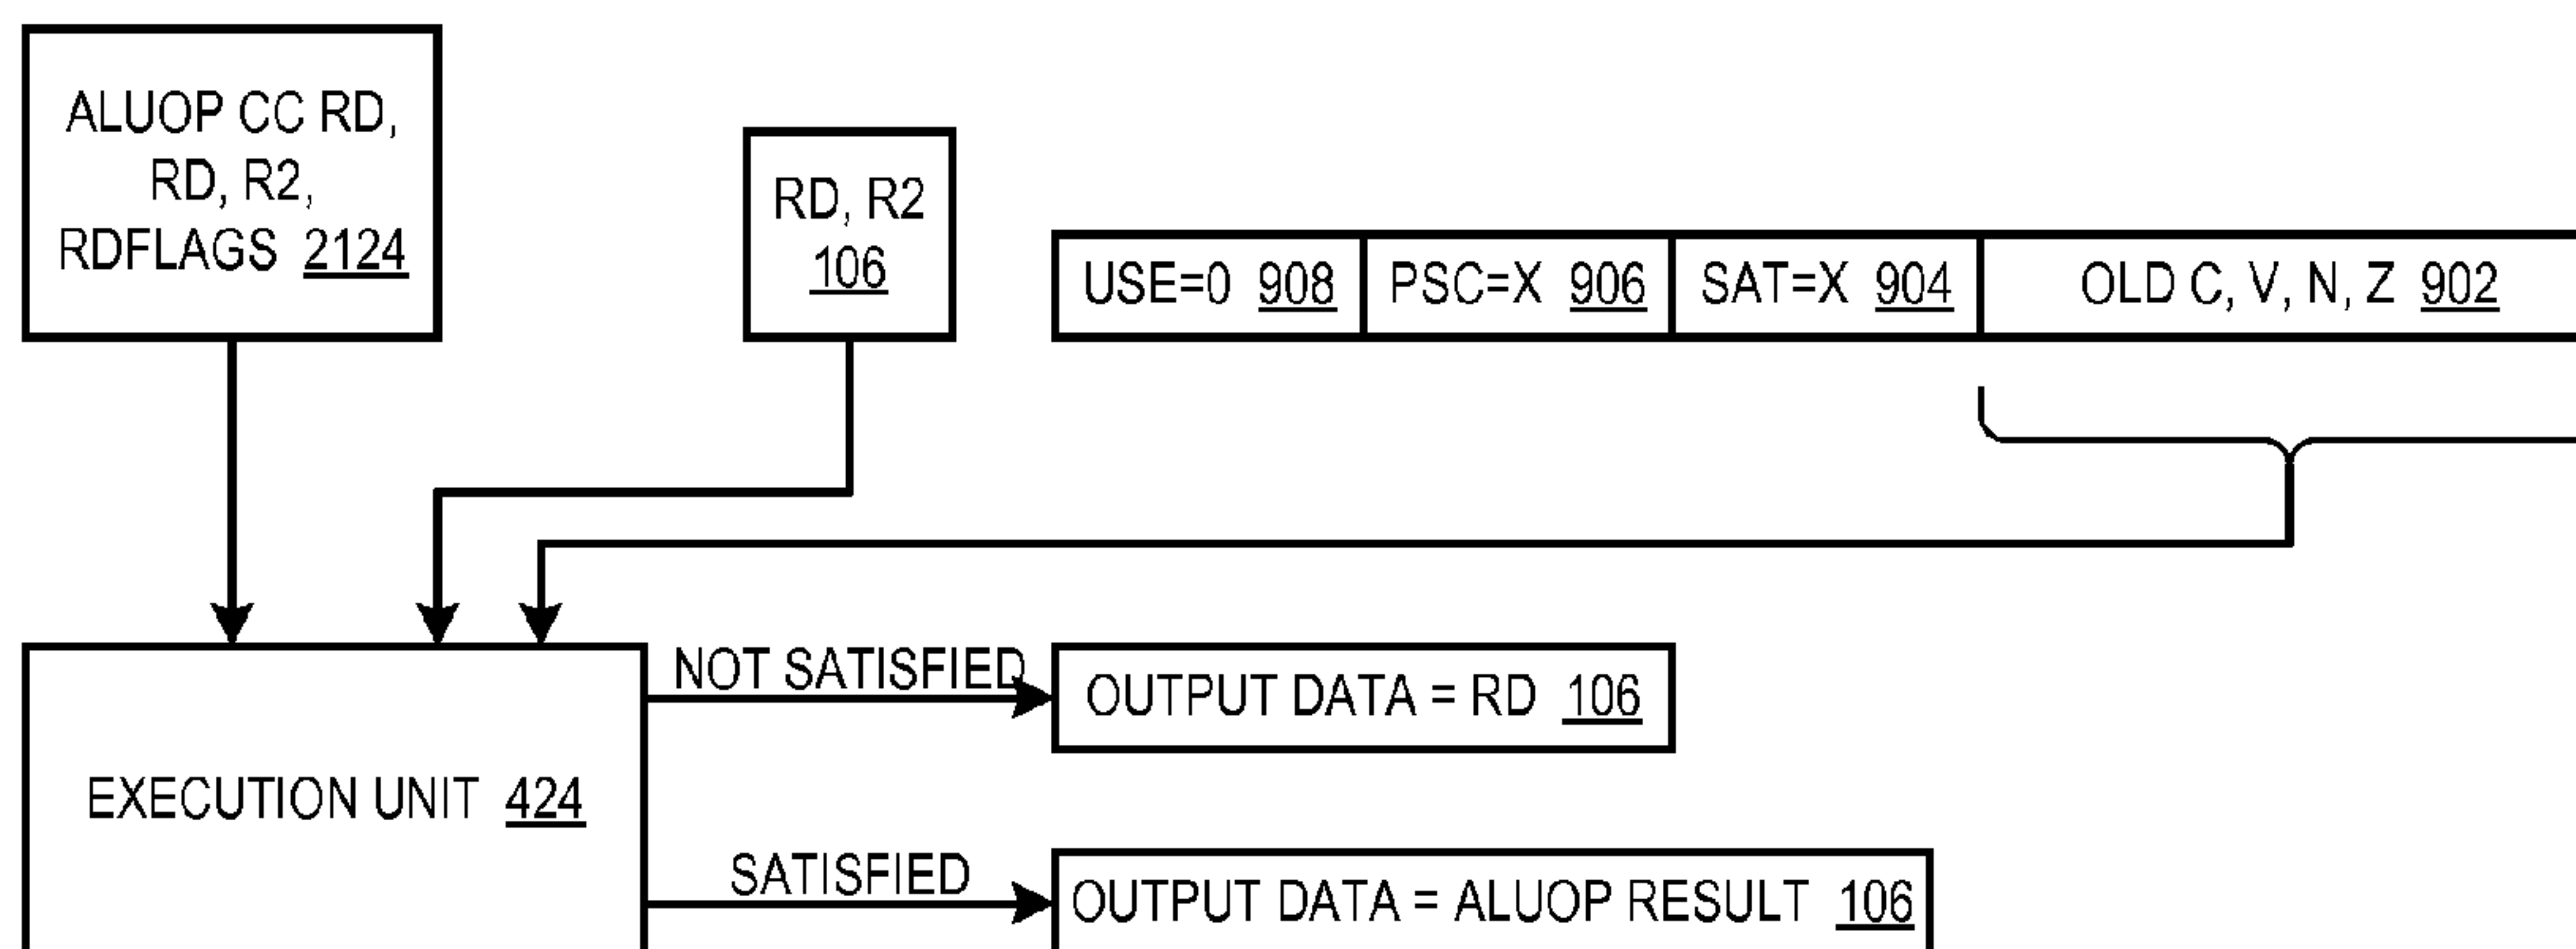 ALUOP CC RD,
RD, R2,
RDFLAGS 2124
RD, R2
106
USE=0 908
PSC=X 906
SAT=X 904
OLD C, V, N, Z 902
NOT SATISFIED
OUTPUT DATA = RD 106
EXECUTION UNIT 424
SATISFIED
OUTPUT DATA = ALUOP RESULT 106